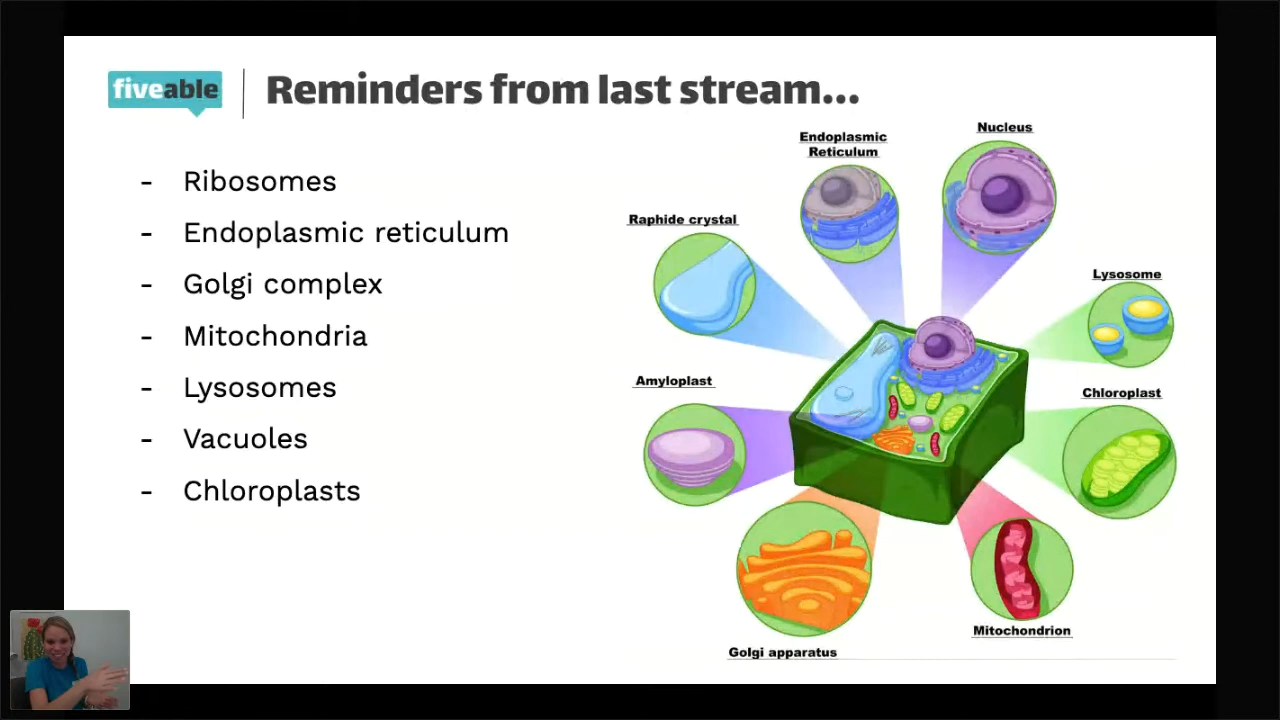 fiveable
Reminders from last stream...
- Ribosomes
- Endoplasmic reticulum
- Golgi complex
- Mitochondria
- Lysosomes
- Vacuoles
- Chloroplasts
Endoplasmic
Reticulum
Nucleus
Raphide crystal
Lysosome
Amyloplast
Chloroplast
Mitochondrion
Golgi apparatus